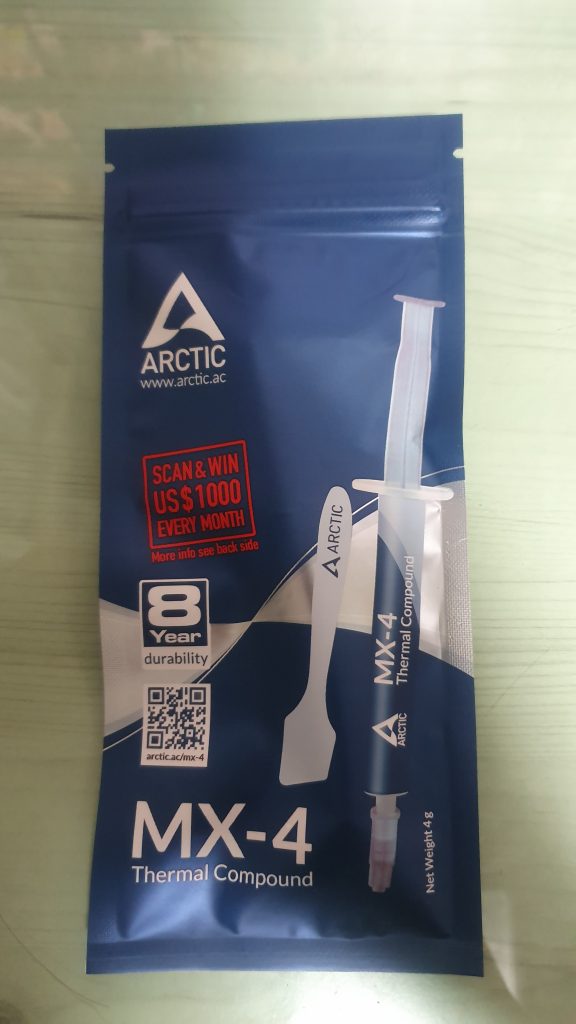 ARCTIC
www.arctic.ac
SCAN & WIN
US$1000
EVERY MONTH
More info see back side
8
Year
durability
arctic.ac/mx-4
MX-4
Thermal Compound
ARCTIC
MX-4
Thermal Compound
ARCTIC
Net Weight 4 g